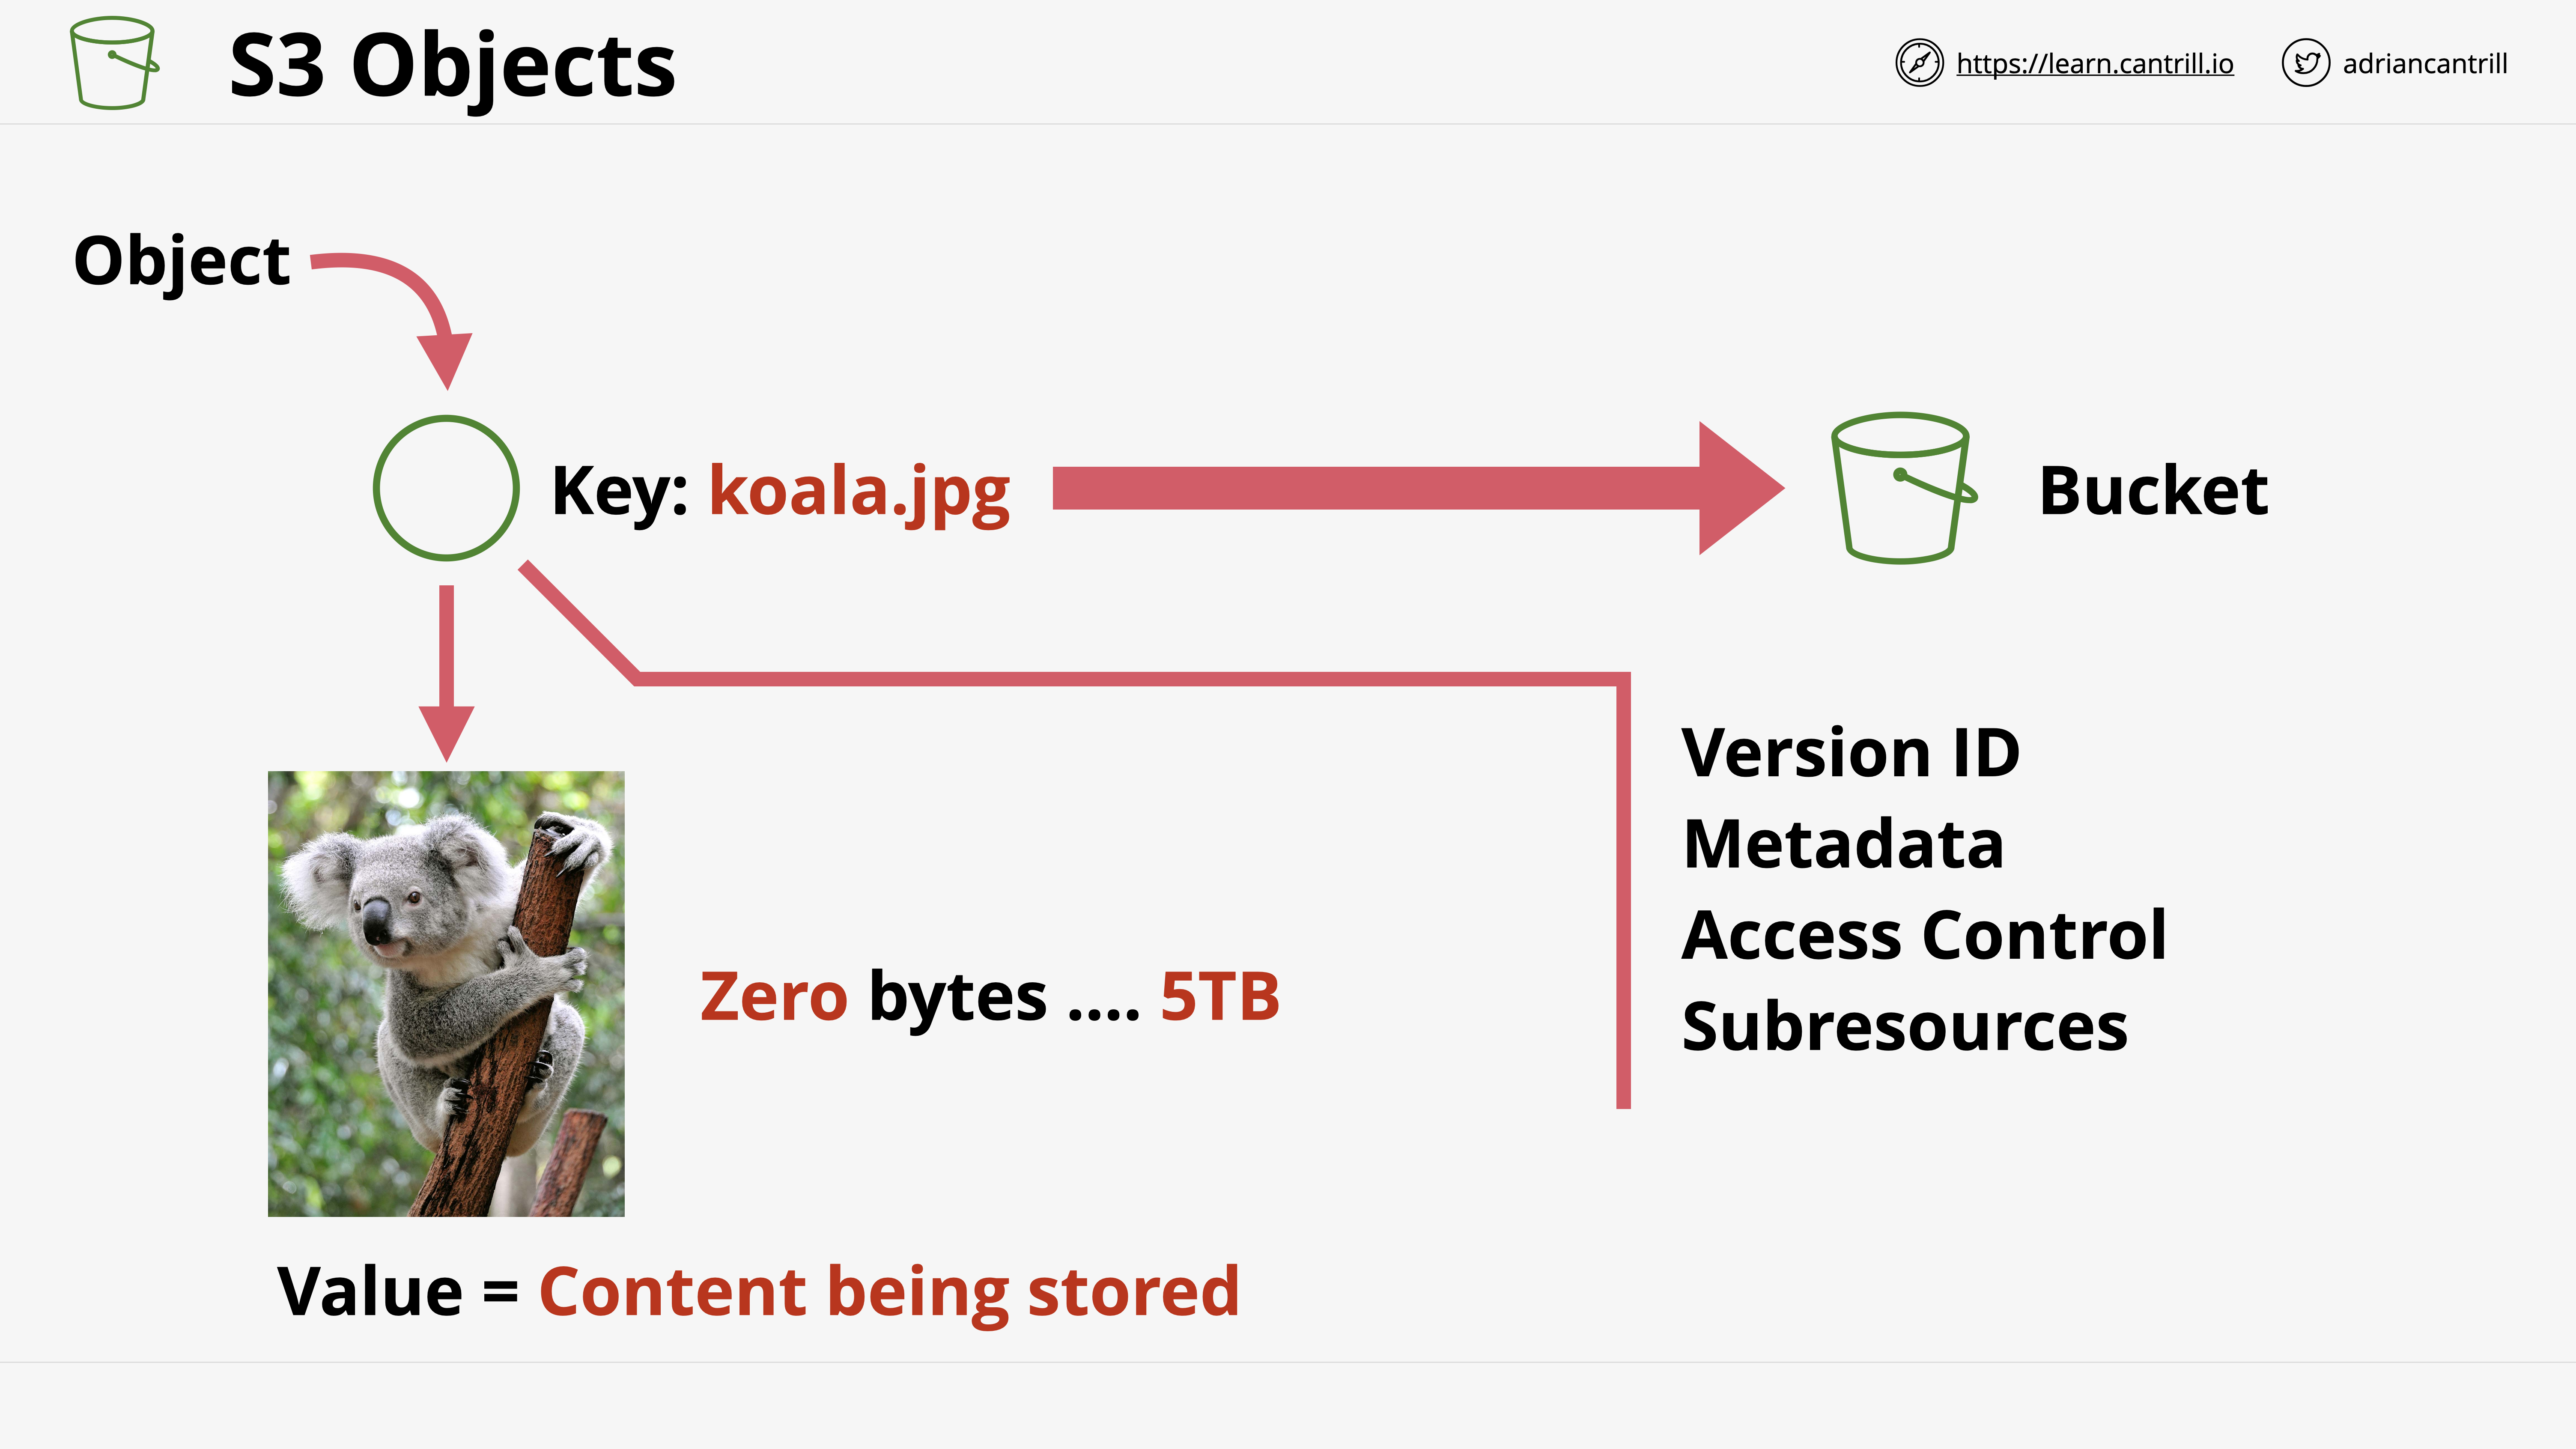 S3 Objects
https://learn.cantrill.io
adriancantrill
Object
Key: koala.jpg
Bucket
Version ID
Metadata
Access Control
Subresources
Zero bytes .... 5TB
Value = Content being stored